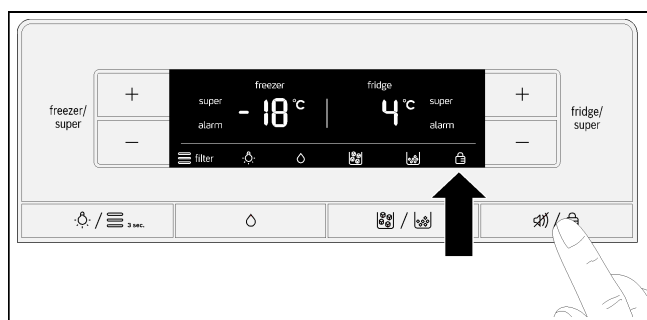 freezer fridge
super super
- 18 °C 4 °C
alarm alarm
filter
freezer/
super
+
−
+
−
fridge/
super
/ 3 sec.
/
/